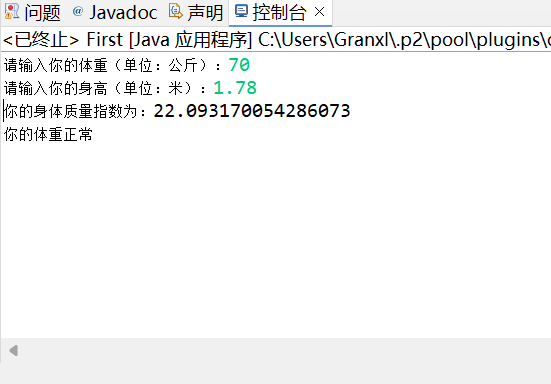 问题 Javadoc 声明 控制台
<已终止> First [Java 应用程序] C:\Users\Granxl\.p2\pool\plugins\
请输入你的体重（单位：公斤）：70
请输入你的身高（单位：米）：1.78
你的身体质量指数为：22.093170054286073
你的体重正常